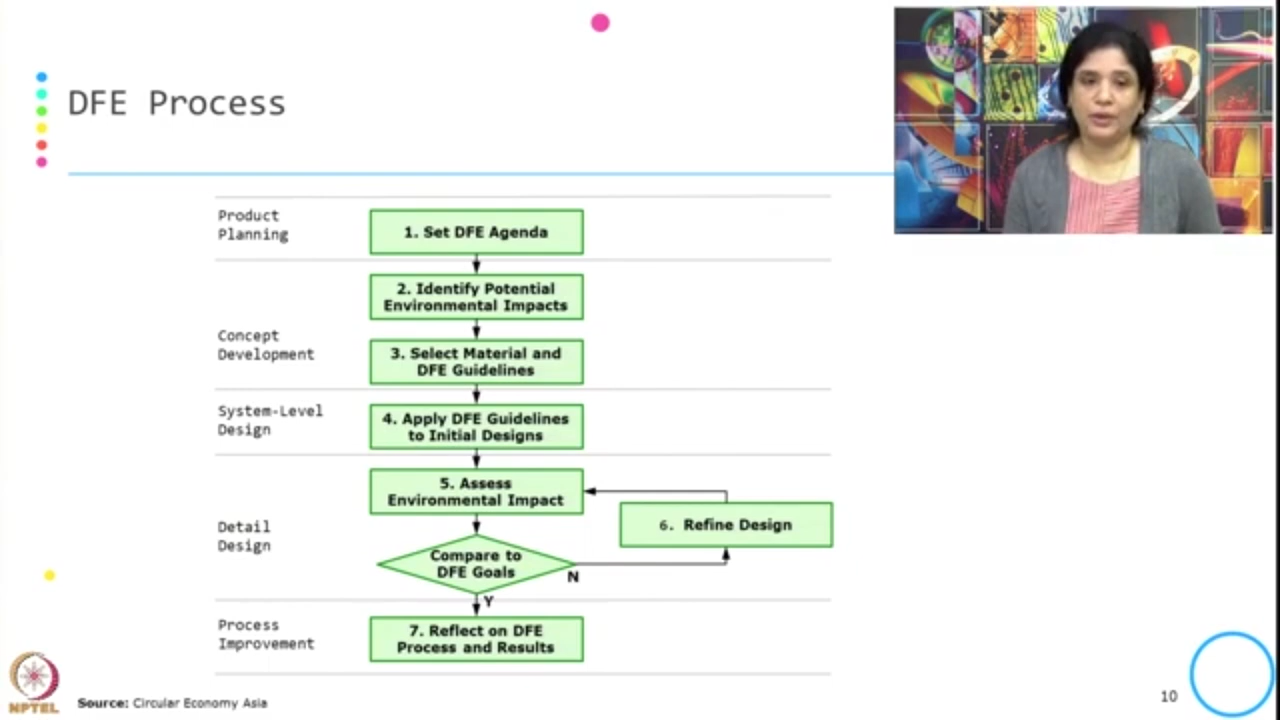 DFE Process
Product
Planning
1. Set DFE Agenda
2. Identify Potential
Environmental Impacts
Concept
Development
3. Select Material and
DFE Guidelines
System-Level
Design
4. Apply DFE Guidelines
to Initial Designs
5. Assess
Environmental Impact
6. Refine Design
Detail
Design
Compare to
DFE Goals
N
Y
Process
Improvement
7. Reflect on DFE
Process and Results
NPTEL
Source: Circular Economy Asia
10